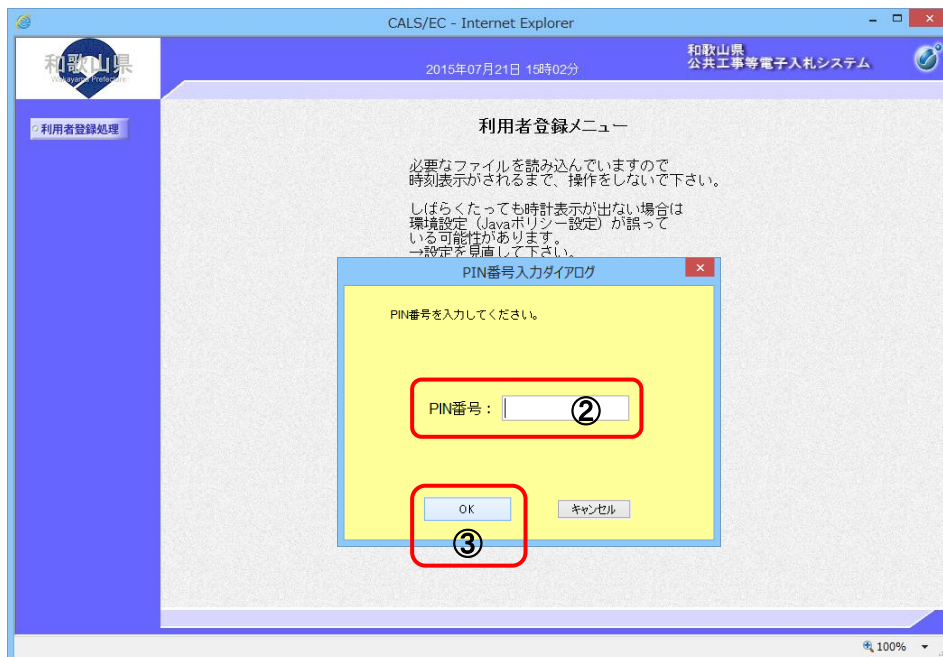 CALS/EC - Internet Explorer
和歌山県
Wakayama Prefecture
2015年07月21日 15時02分
和歌山県
公共工事等電子入札システム
利用者登録処理
利用者登録メニュー
必要なファイルを読み込んでいますので
時刻表示がされるまで、操作をしないで下さい。
しばらくたっても時計表示が出ない場合は
環境設定（Javaポリシー設定）が誤って
いる可能性があります。
→設定を見直して下さい。
PIN番号入力ダイアログ
PIN番号を入力してください。
PIN番号： ②
OK キャンセル
③
100%